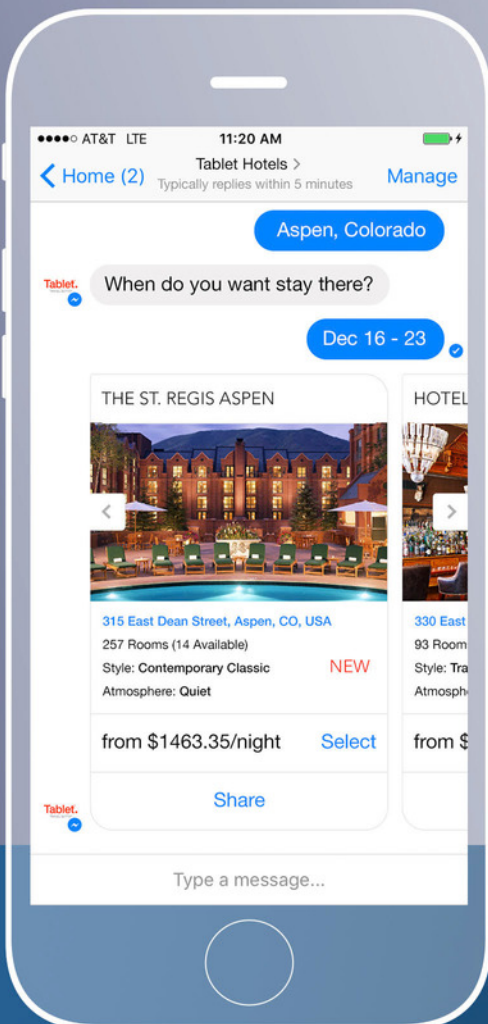 AT&T LTE 11:20 AM
Home (2) Tablet Hotels > Manage
Typically replies within 5 minutes
Aspen, Colorado
Tablet.
When do you want stay there?
Dec 16 - 23
THE ST. REGIS ASPEN
HOTEL
315 East Dean Street, Aspen, CO, USA
330 East
257 Rooms (14 Available)
93 Room
Style: Contemporary Classic
NEW
Style: Tra
Atmosphere: Quiet
Atmosph
from $1463.35/night Select
from $
Share
Tablet.
Type a message...